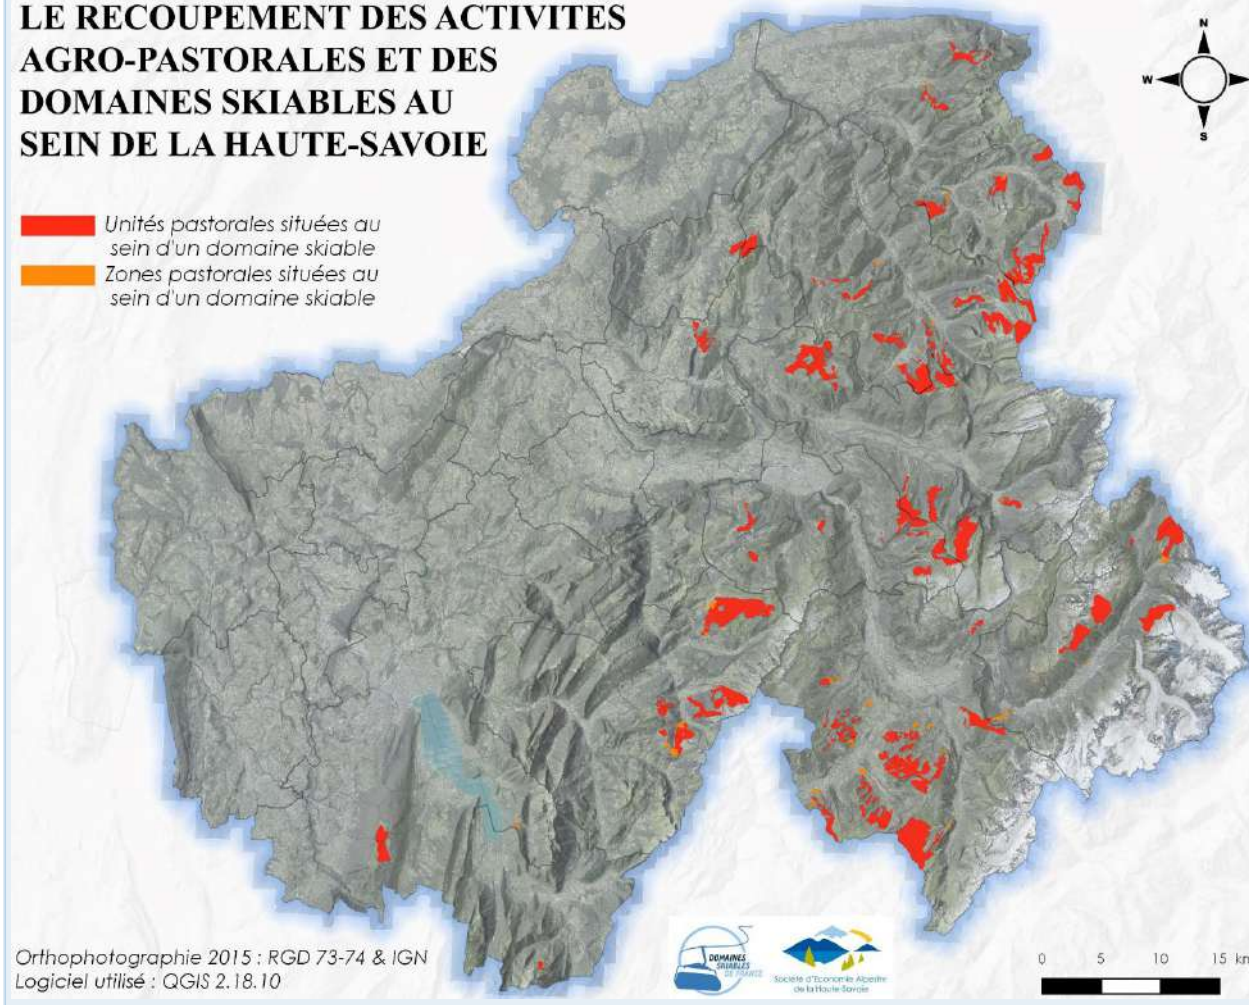 LE RECOUPEMENT DES ACTIVITES
AGRO-PASTORALES ET DES
DOMAINES SKIABLES AU
SEIN DE LA HAUTE-SAVOIE
N
W
S
Unités pastorales situées au
sein d'un domaine skiable
Zones pastorales situées au
sein d'un domaine skiable
Orthophotographie 2015 : RGD 73-74 & IGN
Logiciel utilisé : QGIS 2.18.10
DOMAINES
SKIABLES
DE FRANCE
Société d'Economie Alpestre
de la Haute-Savoie
0 5 10 15 km